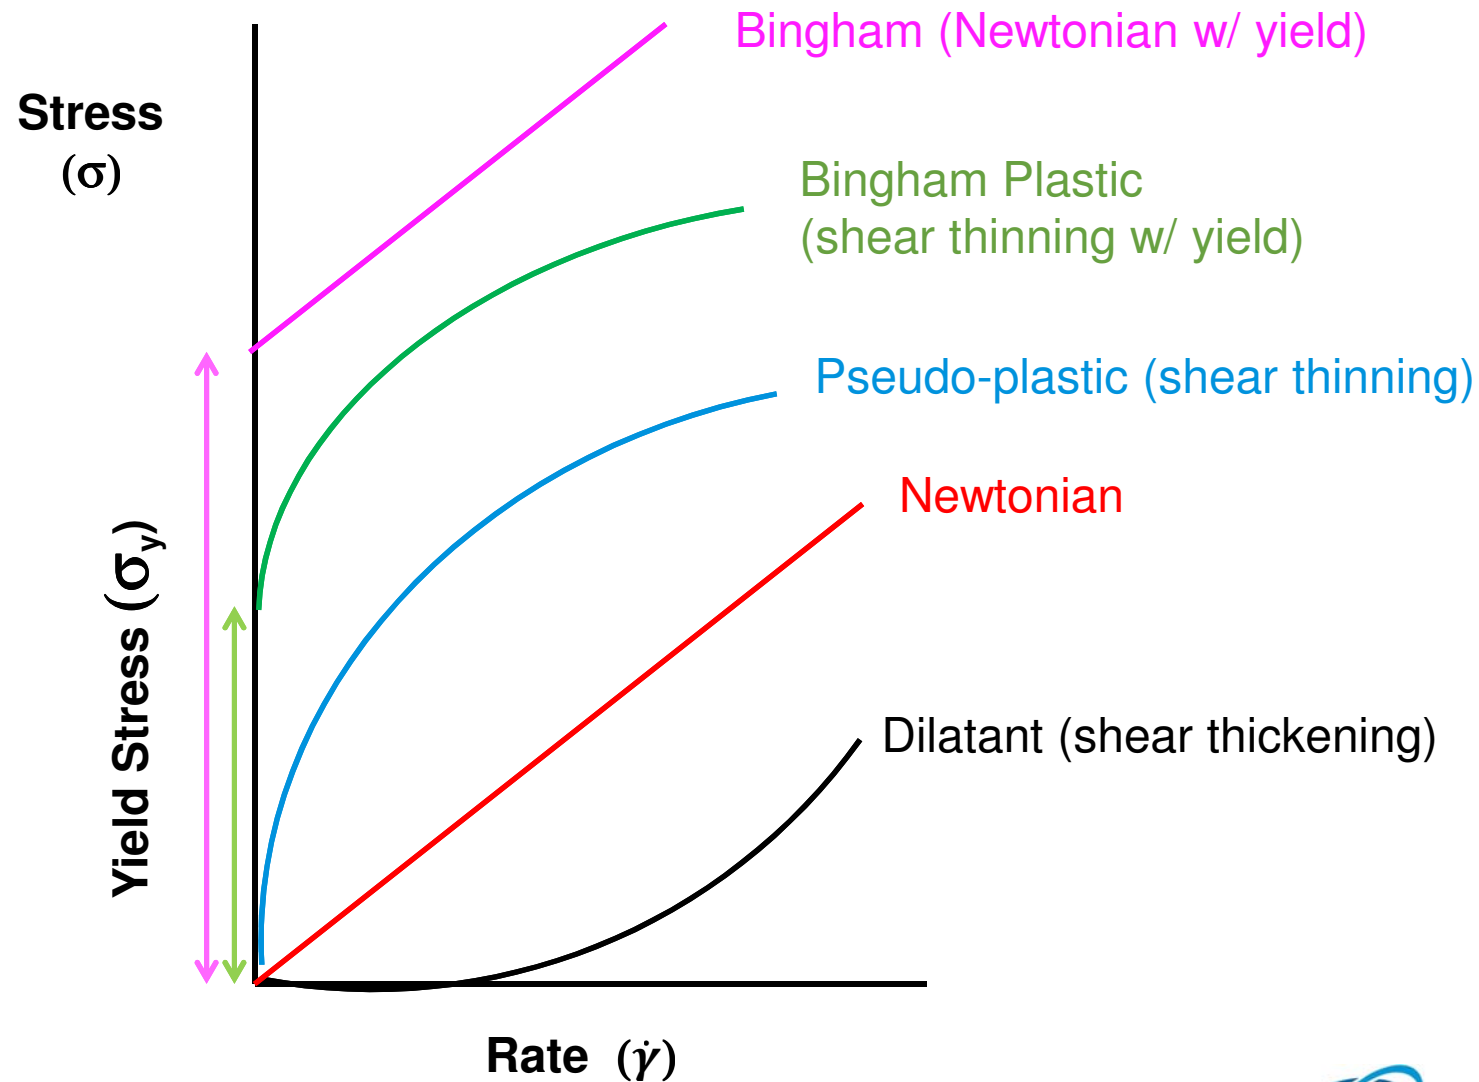 Bingham (Newtonian w/ yield)
Stress
(σ)
Bingham Plastic
(shear thinning w/ yield)
Pseudo-plastic (shear thinning)
Newtonian
Yield Stress (σy)
Dilatant (shear thickening)
Rate (γ̇)